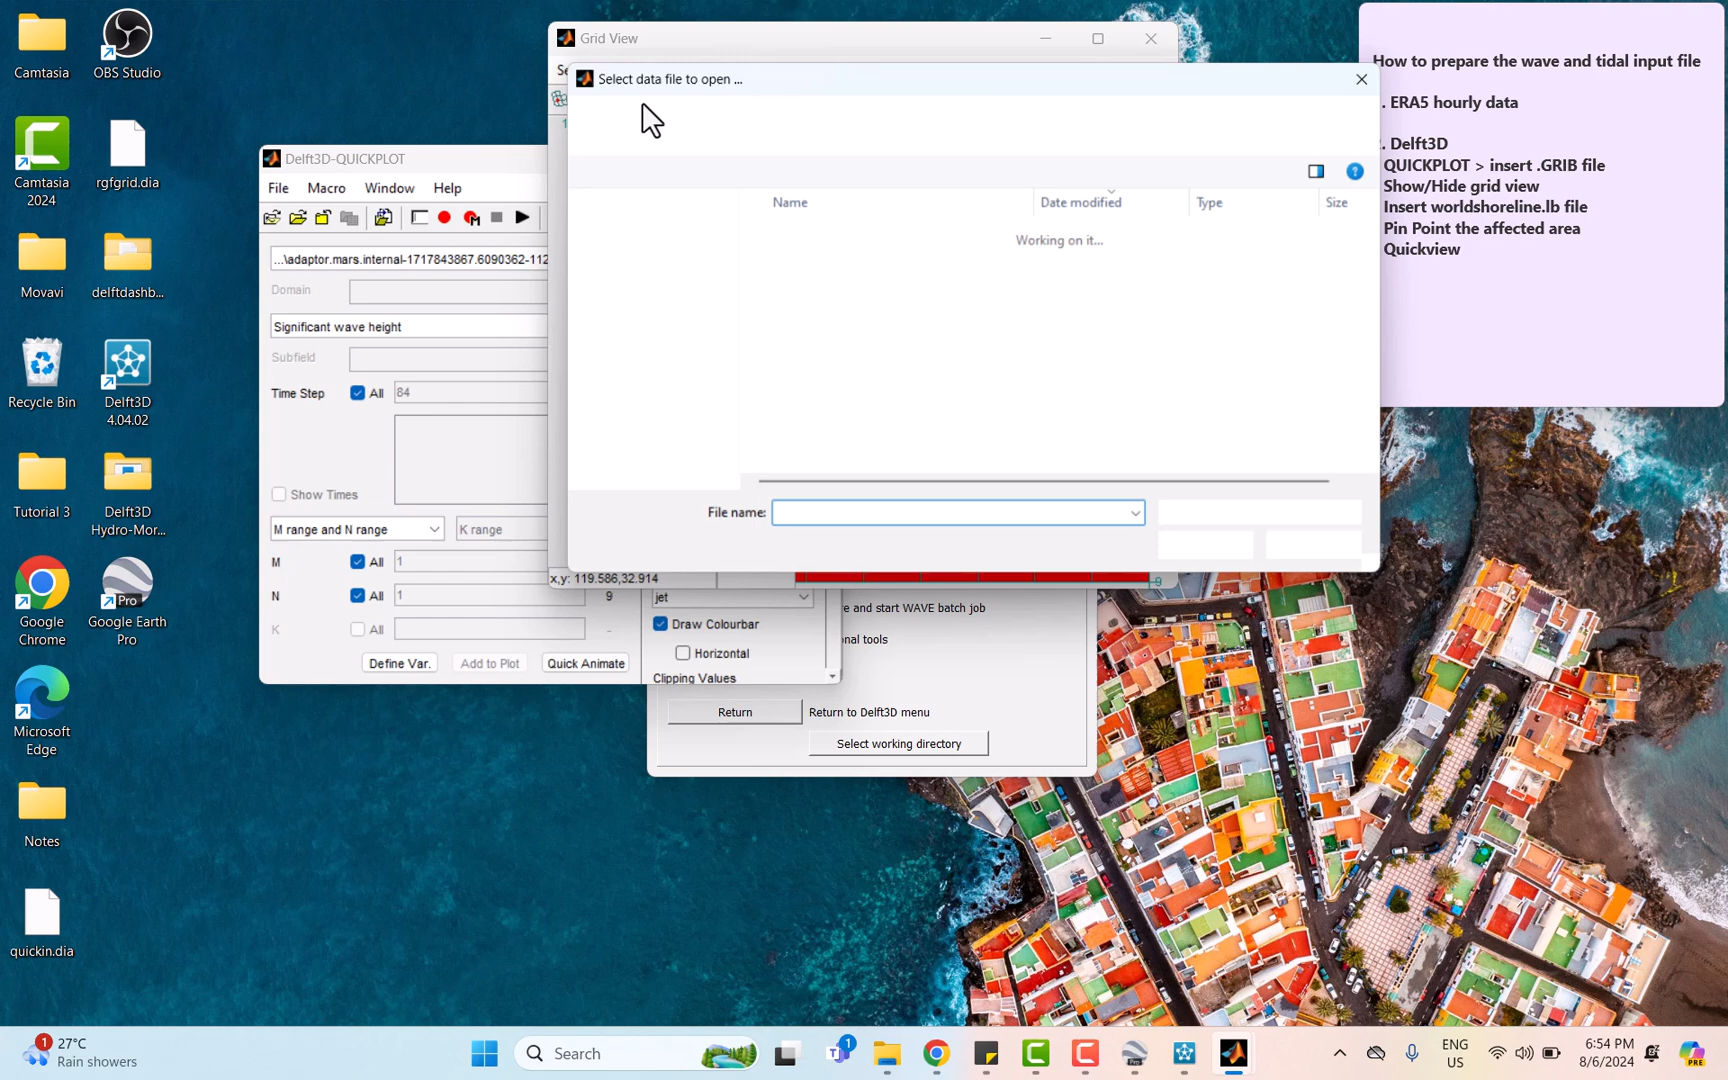 Camtasia
OBS Studio
Camtasia
2024
rgfgrid.dia
Movavi
delftdashb...
Recycle Bin
Delft3D
4.04.02
Tutorial 3
Delft3D
Hydro-Mor...
Google
Chrome
Google Earth
Pro
Microsoft
Edge
Notes
quickin.dia
Delft3D-QUICKPLOT
File Macro Window Help
...\adaptor.mars.internal-1717843867.6090362-112
Domain
Significant wave height
Subfield
Time Step All 84
Show Times
M range and N range K range
M All 1
N All 1 9
K All -
Define Var. Add to Plot Quick Animate
jet
Draw Colourbar
Horizontal
Clipping Values
Grid View
Select data file to open ...
Name Date modified Type Size
Working on it...
File name:
x,y: 119.586,32.914
9
e and start WAVE batch job
onal tools
Return Return to Delft3D menu
Select working directory
How to prepare the wave and tidal input file
. ERA5 hourly data
. Delft3D
QUICKPLOT > insert .GRIB file
Show/Hide grid view
Insert worldshoreline.lb file
Pin Point the affected area
Quickview
1
27°C
Rain showers
Search
1
ENG
US
6:54 PM
8/6/2024
PRE